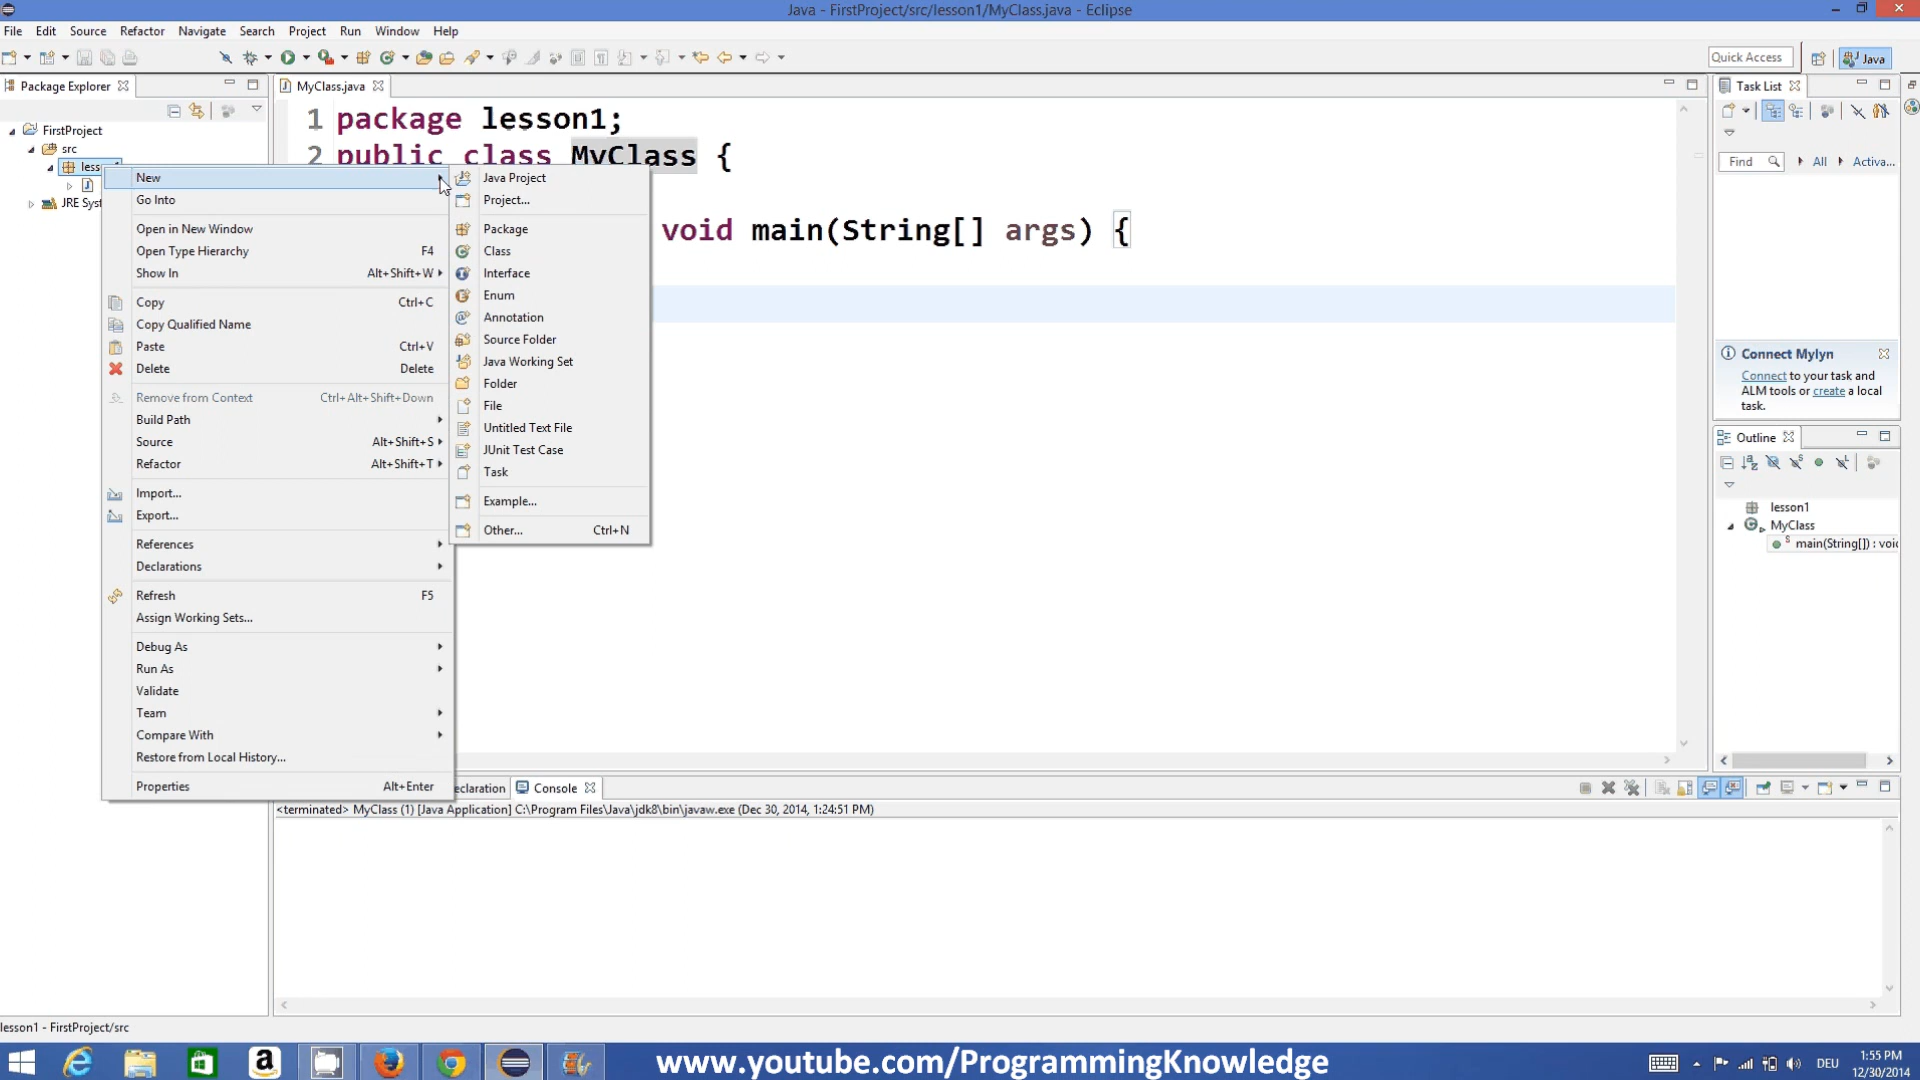 Java - FirstProject/src/lesson1/MyClass.java - Eclipse
File Edit Source Refactor Navigate Search Project Run Window Help
Quick Access
Java
Package Explorer
MyClass.java
Task List
FirstProject
src
JRE Syst
1 package lesson1;
2 public class MyClass {
void main(String[] args) {
New
Go Into
Open in New Window
Open Type Hierarchy F4
Show In Alt+Shift+W
Copy Ctrl+C
Copy Qualified Name
Paste Ctrl+V
Delete Delete
Remove from Context Ctrl+Alt+Shift+Down
Build Path
Source Alt+Shift+S
Refactor Alt+Shift+T
Import...
Export...
References
Declarations
Refresh F5
Assign Working Sets...
Debug As
Run As
Validate
Team
Compare With
Restore from Local History...
Properties Alt+Enter
Java Project
Project...
Package
Class
Interface
Enum
Annotation
Source Folder
Java Working Set
Folder
File
Untitled Text File
JUnit Test Case
Task
Example...
Other... Ctrl+N
Find All Activa...
Connect Mylyn
Connect to your task and
ALM tools or create a local
task.
Outline
lesson1
MyClass
main(String[]) : void
eclaration Console
<terminated> MyClass (1) [Java Application] C:\Program Files\Java\jdk8\bin\javaw.exe (Dec 30, 2014, 1:24:51 PM)
lesson1 - FirstProject/src
www.youtube.com/ProgrammingKnowledge
DEU
1:55 PM
12/30/2014